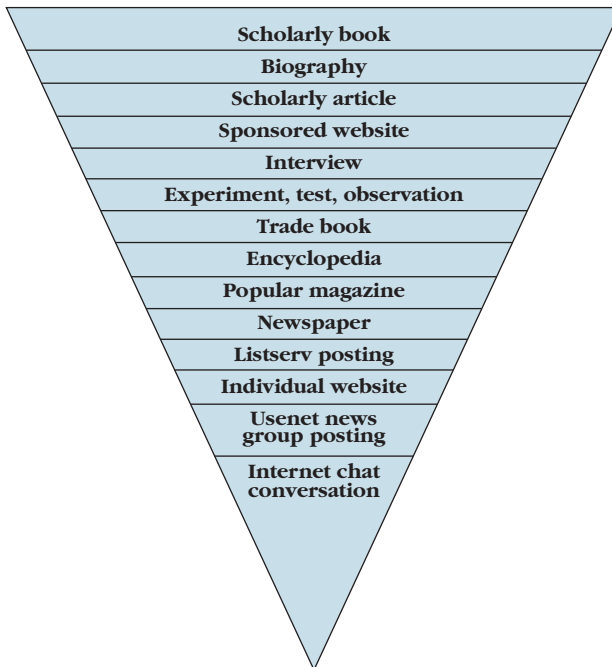 Scholarly book
Biography
Scholarly article
Sponsored website
Interview
Experiment, test, observation
Trade book
Encyclopedia
Popular magazine
Newspaper
Listserv posting
Individual website
Usenet news
group posting
Internet chat
conversation